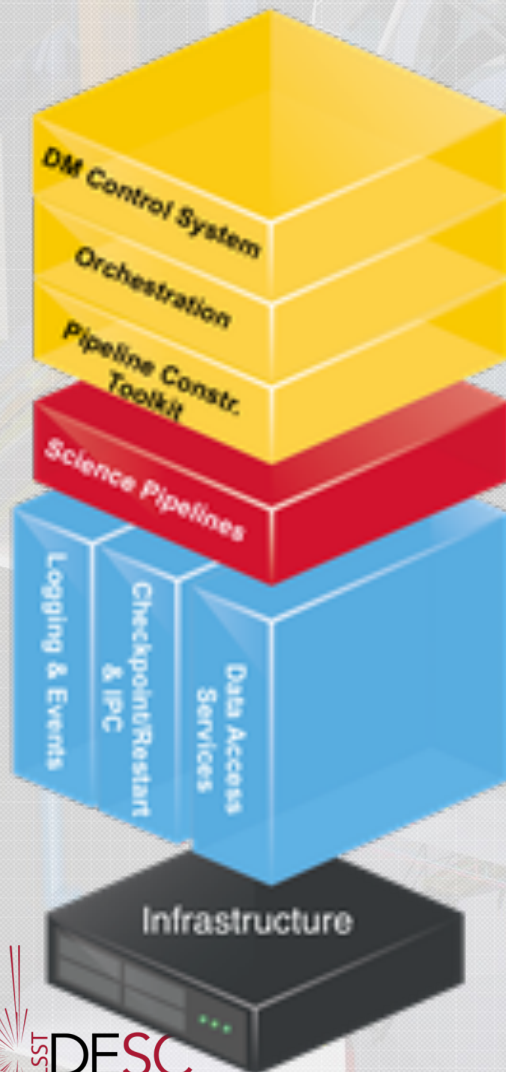 DM Control System
Orchestration
Pipeline Constr.
Toolkit
Science Pipelines
Logging & Events
Checkpoint/Restart
& IPC
Data Access
Services
Infrastructure
LSST
DESC